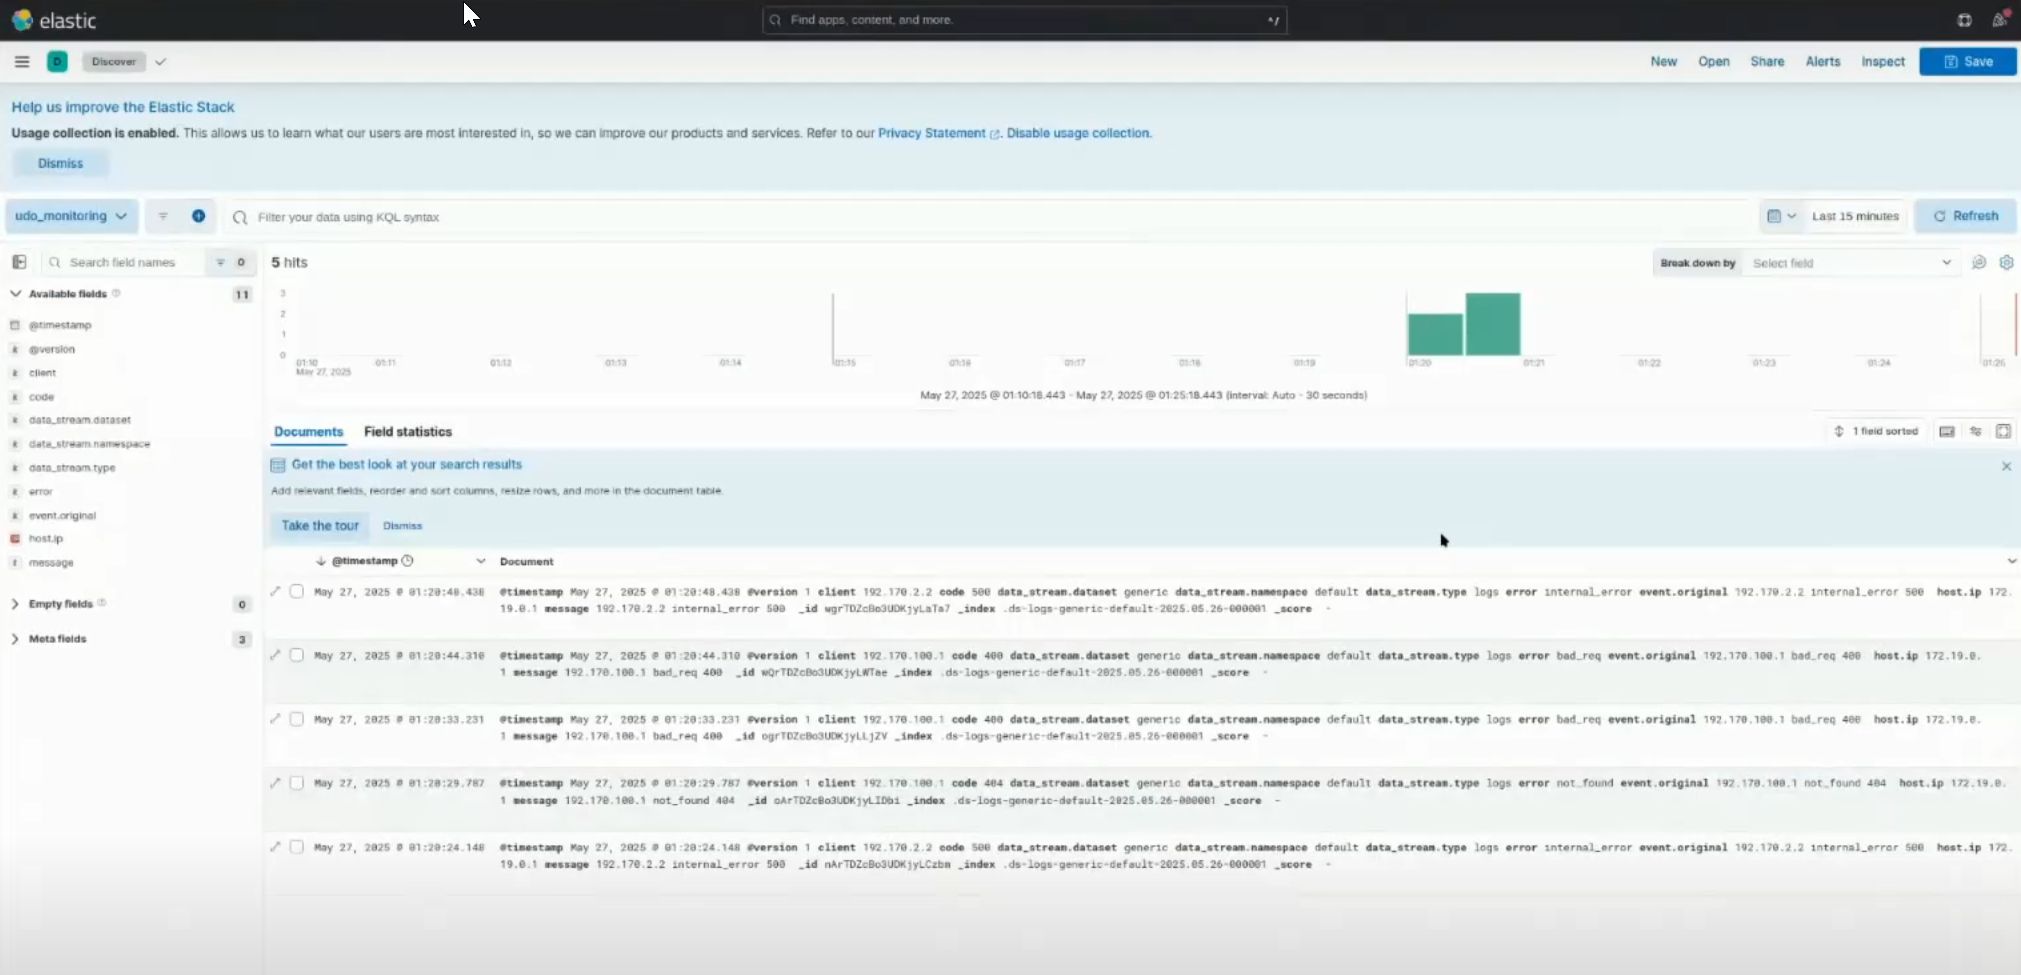 elastic
Find apps, content, and more.
^/
D
Discover
New
Open
Share
Alerts
Inspect
Save
Help us improve the Elastic Stack
Usage collection is enabled. This allows us to learn what our users are most interested in, so we can improve our products and services. Refer to our Privacy Statement. Disable usage collection.
Dismiss
udo_monitoring
Filter your data using KQL syntax
Last 15 minutes
Refresh
Search field names
0
5 hits
Break down by
Select field
Available fields
11
@timestamp
@version
client
code
data_stream.dataset
data_stream.namespace
data_stream.type
error
event.original
host.ip
message
Empty fields
0
Meta fields
3
3
2
1
0
01:10 01:11 01:12 01:13 01:14 01:15 01:16 01:17 01:18 01:19 01:20 01:21 01:22 01:23 01:24 01:25
May 27, 2025
May 27, 2025 @ 01:10:18.443 - May 27, 2025 @ 01:25:18.443 (interval: Auto - 30 seconds)
Documents
Field statistics
1 field sorted
Get the best look at your search results
Add relevant fields, reorder and sort columns, resize rows, and more in the document table.
Take the tour
Dismiss
@timestamp
Document
May 27, 2025 @ 01:20:48.438 @timestamp May 27, 2025 @ 01:20:48.438 @version 1 client 192.170.2.2 code 500 data_stream.dataset generic data_stream.namespace default data_stream.type logs error internal_error event.original 192.170.2.2 internal_error 500 host.ip 172.
19.0.1 message 192.170.2.2 internal_error 500 _id wgrTDZcBo3UDKjyLaTa7 _index .ds-logs-generic-default-2025.05.26-000001 _score -
May 27, 2025 @ 01:20:44.310 @timestamp May 27, 2025 @ 01:20:44.310 @version 1 client 192.170.100.1 code 400 data_stream.dataset generic data_stream.namespace default data_stream.type logs error bad_req event.original 192.170.100.1 bad_req 400 host.ip 172.19.0.
1 message 192.170.100.1 bad_req 400 _id wQrTDZcBo3UDKjyLWTae _index .ds-logs-generic-default-2025.05.26-000001 _score -
May 27, 2025 @ 01:20:33.231 @timestamp May 27, 2025 @ 01:20:33.231 @version 1 client 192.170.100.1 code 400 data_stream.dataset generic data_stream.namespace default data_stream.type logs error bad_req event.original 192.170.100.1 bad_req 400 host.ip 172.19.0.
1 message 192.170.100.1 bad_req 400 _id ogrTDZcBo3UDKjyLLjZV _index .ds-logs-generic-default-2025.05.26-000001 _score -
May 27, 2025 @ 01:20:29.787 @timestamp May 27, 2025 @ 01:20:29.787 @version 1 client 192.170.100.1 code 404 data_stream.dataset generic data_stream.namespace default data_stream.type logs error not_found event.original 192.170.100.1 not_found 404 host.ip 172.19.0.
1 message 192.170.100.1 not_found 404 _id oArTDZcBo3UDKjyLIDbi _index .ds-logs-generic-default-2025.05.26-000001 _score -
May 27, 2025 @ 01:20:24.148 @timestamp May 27, 2025 @ 01:20:24.148 @version 1 client 192.170.2.2 code 500 data_stream.dataset generic data_stream.namespace default data_stream.type logs error internal_error event.original 192.170.2.2 internal_error 500 host.ip 172.
19.0.1 message 192.170.2.2 internal_error 500 _id nArTDZcBo3UDKjyLCzbm _index .ds-logs-generic-default-2025.05.26-000001 _score -